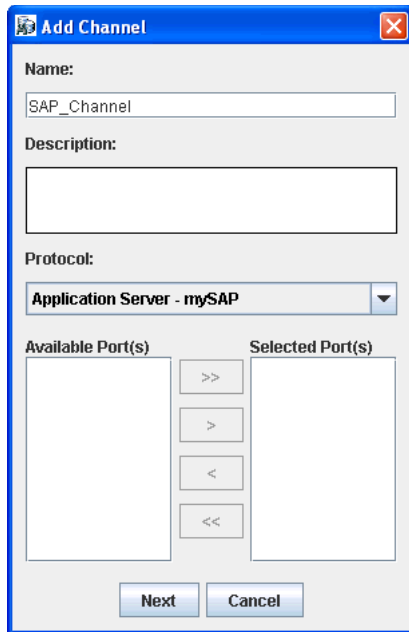 Add Channel
Name:
SAP_Channel
Description:
Protocol:
Application Server - mySAP
Available Port(s) Selected Port(s)
>>
>
<
<<
Next Cancel